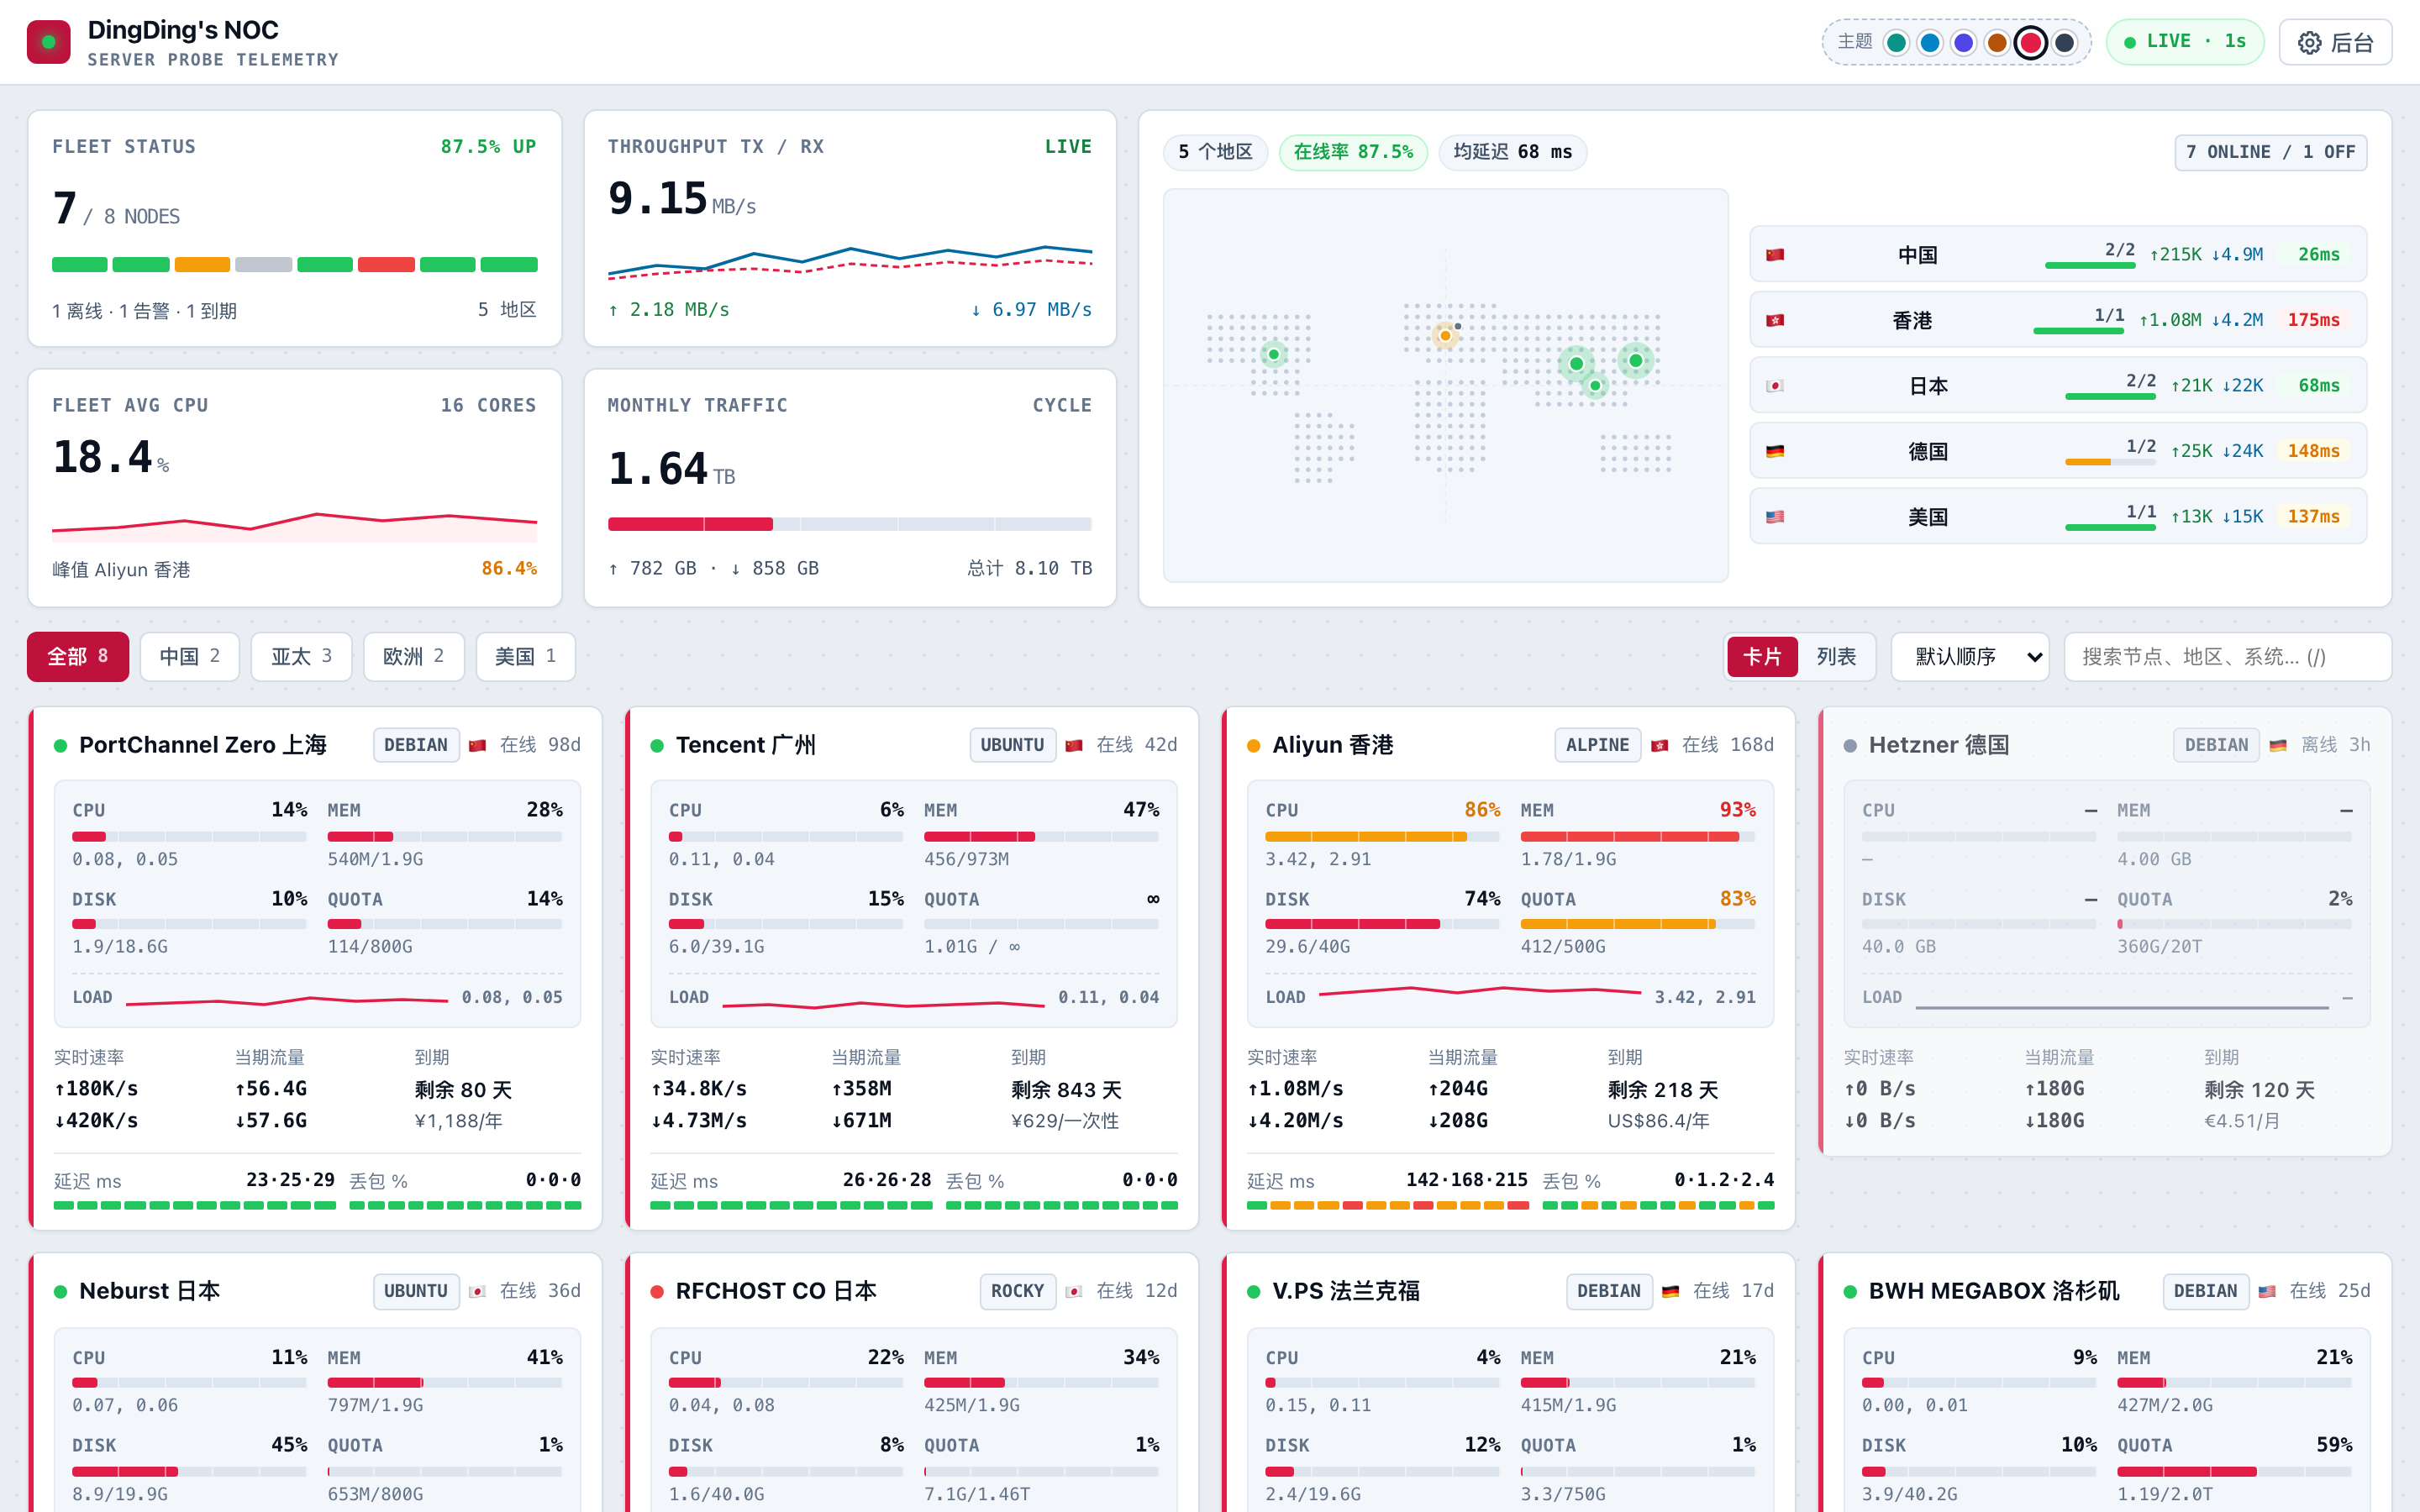 DingDing's NOC
SERVER PROBE TELEMETRY
主题
LIVE · 1s
后台
FLEET STATUS 87.5% UP
7 / 8 NODES
1 离线 · 1 告警 · 1 到期 5 地区
THROUGHPUT TX / RX LIVE
9.15 MB/s
↑ 2.18 MB/s ↓ 6.97 MB/s
FLEET AVG CPU 16 CORES
18.4 %
峰值 Aliyun 香港 86.4%
MONTHLY TRAFFIC CYCLE
1.64 TB
↑ 782 GB · ↓ 858 GB 总计 8.10 TB
5 个地区 在线率 87.5% 均延迟 68 ms 7 ONLINE / 1 OFF
中国 2/2 ↑215K ↓4.9M 26ms
香港 1/1 ↑1.08M ↓4.2M 175ms
日本 2/2 ↑21K ↓22K 68ms
德国 1/2 ↑25K ↓24K 148ms
美国 1/1 ↑13K ↓15K 137ms
全部 8 中国 2 亚太 3 欧洲 2 美国 1
卡片 列表 默认顺序 搜索节点、地区、系统... (/)
PortChannel Zero 上海 DEBIAN 在线 98d
CPU 14% MEM 28%
0.08, 0.05 540M/1.9G
DISK 10% QUOTA 14%
1.9/18.6G 114/800G
LOAD 0.08, 0.05
实时速率 当期流量 到期
↑180K/s ↑56.4G 剩余 80 天
↓420K/s ↓57.6G ¥1,188/年
延迟 ms 23·25·29 丢包 % 0·0·0
Tencent 广州 UBUNTU 在线 42d
CPU 6% MEM 47%
0.11, 0.04 456/973M
DISK 15% QUOTA ∞
6.0/39.1G 1.01G / ∞
LOAD 0.11, 0.04
实时速率 当期流量 到期
↑34.8K/s ↑358M 剩余 843 天
↓4.73M/s ↓671M ¥629/一次性
延迟 ms 26·26·28 丢包 % 0·0·0
Aliyun 香港 ALPINE 在线 168d
CPU 86% MEM 93%
3.42, 2.91 1.78/1.9G
DISK 74% QUOTA 83%
29.6/40G 412/500G
LOAD 3.42, 2.91
实时速率 当期流量 到期
↑1.08M/s ↑204G 剩余 218 天
↓4.20M/s ↓208G US$86.4/年
延迟 ms 142·168·215 丢包 % 0·1.2·2.4
Hetzner 德国 DEBIAN 离线 3h
CPU — MEM —
— 4.00 GB
DISK — QUOTA 2%
40.0 GB 360G/20T
LOAD —
实时速率 当期流量 到期
↑0 B/s ↑180G 剩余 120 天
↓0 B/s ↓180G €4.51/月
Neburst 日本 UBUNTU 在线 36d
CPU 11% MEM 41%
0.07, 0.06 797M/1.9G
DISK 45% QUOTA 1%
8.9/19.9G 653M/800G
RFCHOST CO 日本 ROCKY 在线 12d
CPU 22% MEM 34%
0.04, 0.08 425M/1.9G
DISK 8% QUOTA 1%
1.6/40.0G 7.1G/1.46T
V.PS 法兰克福 DEBIAN 在线 17d
CPU 4% MEM 21%
0.15, 0.11 415M/1.9G
DISK 12% QUOTA 1%
2.4/19.6G 3.3/750G
BWH MEGABOX 洛杉矶 DEBIAN 在线 25d
CPU 9% MEM 21%
0.00, 0.01 427M/2.0G
DISK 10% QUOTA 59%
3.9/40.2G 1.19/2.0T